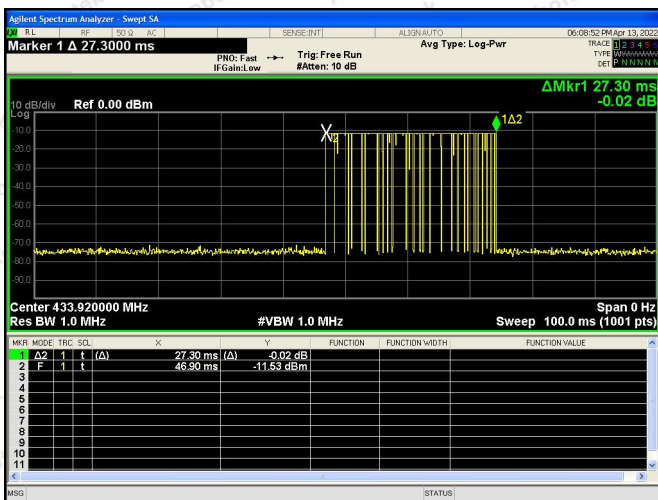 Agilent Spectrum Analyzer - Swept SA
LXI RL RF 50 Ω AC SENSE:INT ALIGN AUTO 06:08:52 PM Apr 13, 2022
Marker 1 Δ 27.3000 ms Avg Type: Log-Pwr TRACE 1 2 3 4 5 6
PNO: Fast Trig: Free Run TYPE
IFGain:Low #Atten: 10 dB DET P N N N N N
ΔMkr1 27.30 ms
-0.02 dB
10 dB/div Ref 0.00 dBm
Log
1Δ2
-10.0
-20.0
-30.0
-40.0
-50.0
-60.0
-70.0
-80.0
-90.0
Center 433.920000 MHz Span 0 Hz
Res BW 1.0 MHz #VBW 1.0 MHz Sweep 100.0 ms (1001 pts)
MKR MODE TRC SCL X Y FUNCTION FUNCTION WIDTH FUNCTION VALUE
1 Δ2 1 t (Δ) 27.30 ms (Δ) -0.02 dB
2 F 1 t 46.90 ms -11.53 dBm
3
4
5
6
7
8
9
10
11
MSG STATUS